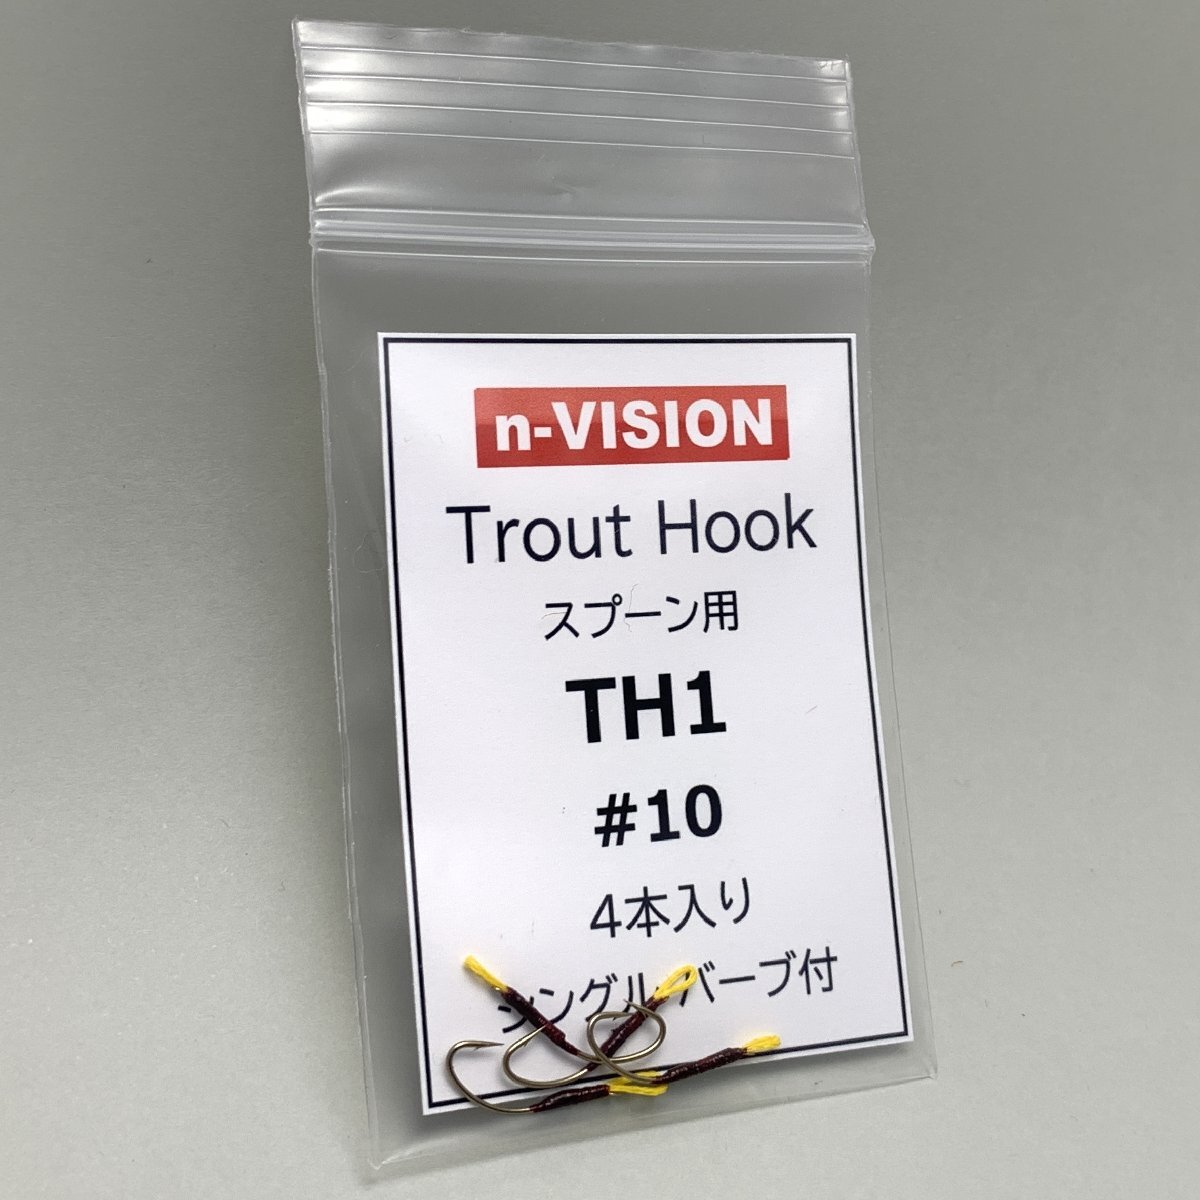 n-VISION
Trout Hook
スプーン用
TH1
#10
4本入り
シングル バーブ付